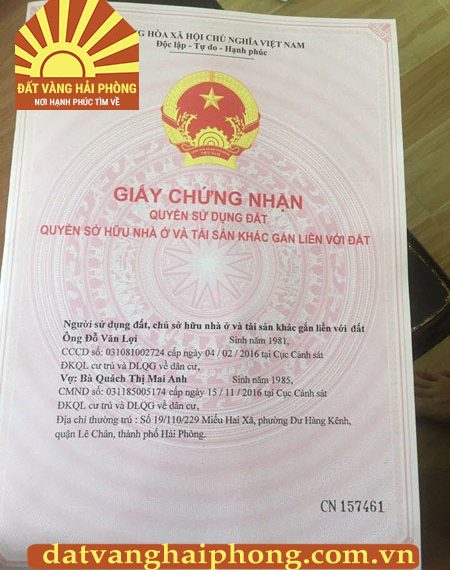 ĐẤT VÀNG HẢI PHÒNG
NƠI HẠNH PHÚC TÌM VỀ
HÒA XÃ HỘI CHỦ NGHĨA VIỆT NAM
Độc lập - Tự do - Hạnh phúc
GIẤY CHỨNG NHẬN
QUYỀN SỬ DỤNG ĐẤT
QUYỀN SỞ HỮU NHÀ Ở VÀ TÀI SẢN KHÁC GẮN LIỀN VỚI ĐẤT
Người sử dụng đất, chủ sở hữu nhà ở và tài sản khác gắn liền với đất
Ông Đỗ Văn Lợi Sinh năm 1981,
CCCD số: 031081002724 cấp ngày 04 / 02 / 2016 tại Cục Cảnh sát
ĐKQL cư trú và DLQG về dân cư,
Vợ: Bà Quách Thị Mai Anh Sinh năm 1985,
CMND số: 031185005174 cấp ngày 15 / 11 / 2016 tại Cục Cảnh sát
ĐKQL cư trú và DLQG về dân cư.
Địa chỉ thường trú : Số 19/110/229 Miếu Hai Xã, phường Dư Hàng Kênh,
quận Lê Chân, thành phố Hải Phòng.
CN 157461
datvanghaiphong.com.vn